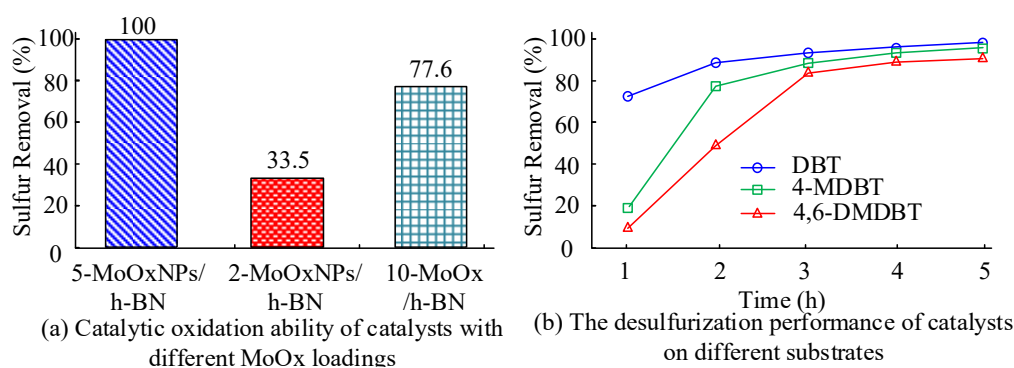 Sulfur Removal (%)
100
80
60
40
20
0
100
33.5
77.6
5-MoOxNPs/
h-BN
2-MoOxNPs/
h-BN
10-MoOx
/h-BN
(a) Catalytic oxidation ability of catalysts with
different MoOx loadings
Sulfur Removal (%)
100
80
60
40
20
0
DBT
4-MDBT
4,6-DMDBT
1 2 3 4 5
Time (h)
(b) The desulfurization performance of catalysts
on different substrates